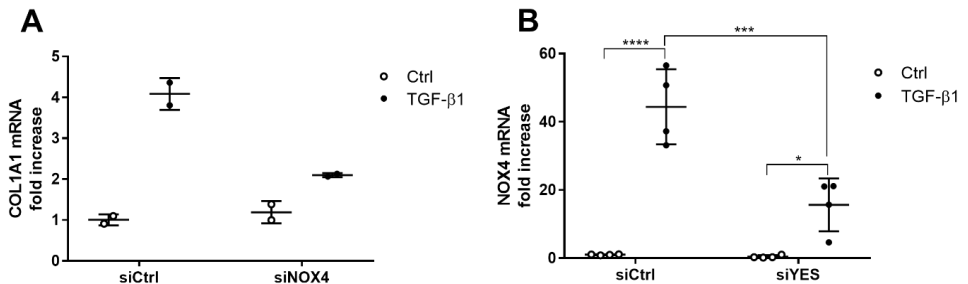 A
COL1A1 mRNA
fold increase
5
4
3
2
1
0
siCtrl
siNOX4
Ctrl
TGF-β1
B
NOX4 mRNA
fold increase
60
40
20
0
****
***
*
siCtrl
siYES
Ctrl
TGF-β1